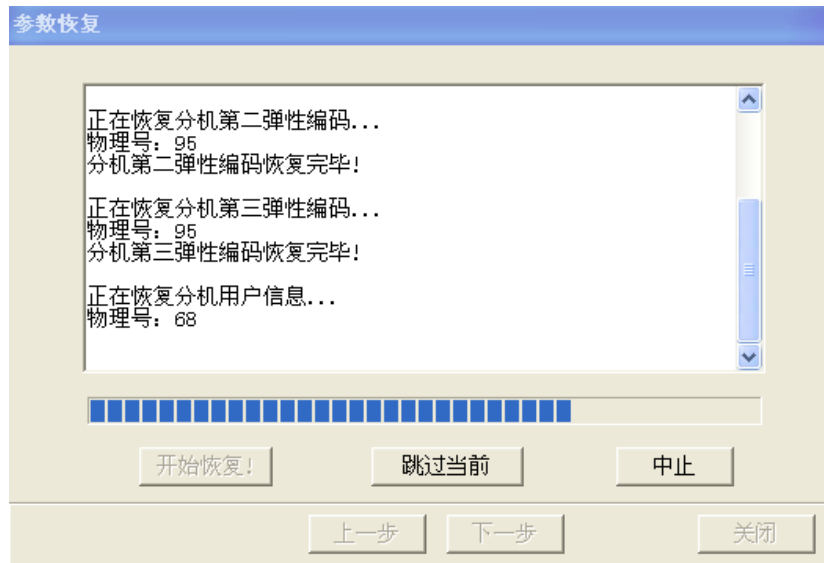 参数恢复
正在恢复分机第二弹性编码...
物理号: 95
分机第二弹性编码恢复完毕!
正在恢复分机第三弹性编码...
物理号: 95
分机第三弹性编码恢复完毕!
正在恢复分机用户信息...
物理号: 68
开始恢复!
跳过当前
中止
上一步
下一步
关闭